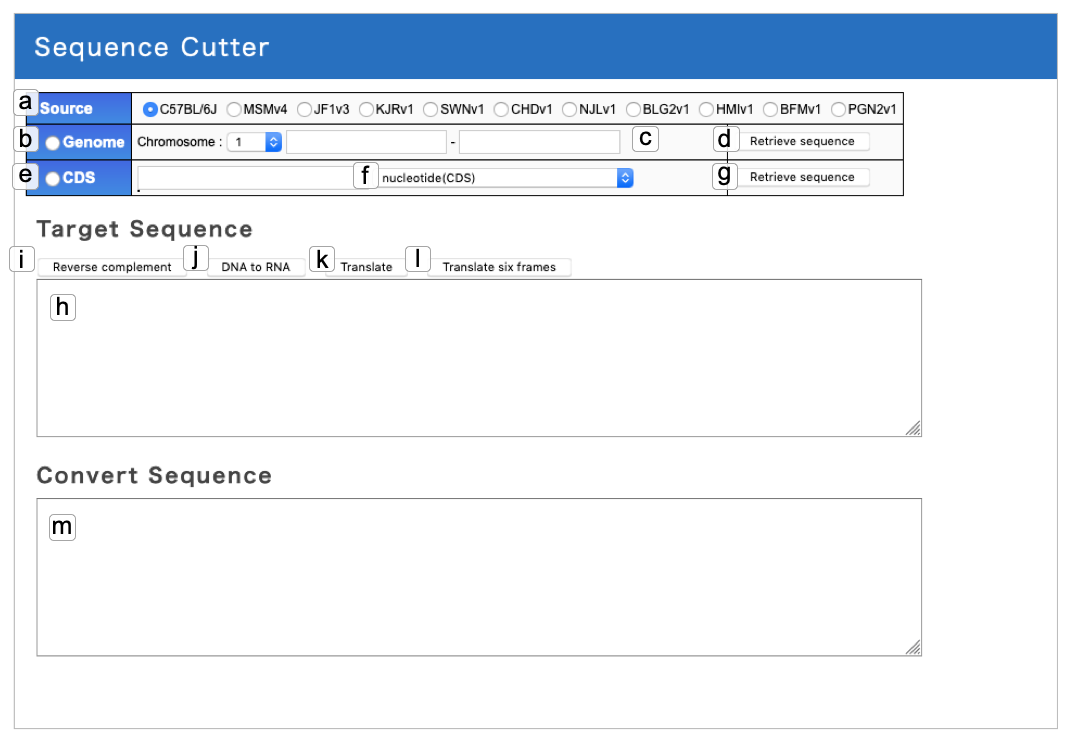 Sequence Cutter
a Source C57BL/6J MSMv4 JF1v3 KJRv1 SWNv1 CHDv1 NJLv1 BLG2v1 HMIv1 BFMv1 PGN2v1
b Genome Chromosome : 1 - c d Retrieve sequence
e CDS f nucleotide(CDS) g Retrieve sequence
Target Sequence
i Reverse complement j DNA to RNA k Translate l Translate six frames
h
Convert Sequence
m